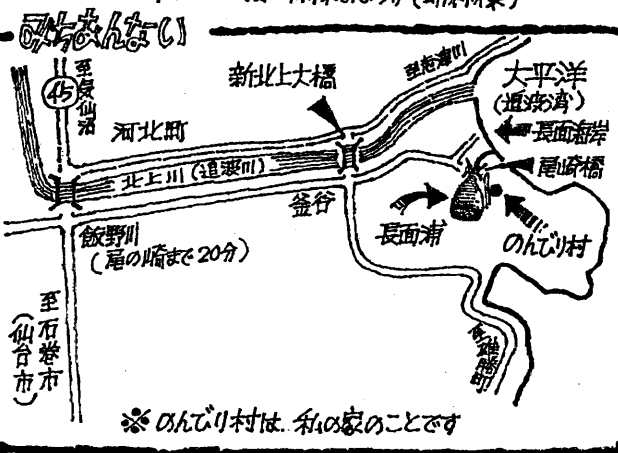 みちあんない
至気仙沼
45
河北町
新北上大橋
至志津川
太平洋
(追波湾)
長面海岸
尾崎橋
北上川(追波川)
釜谷
長面浦
のんびり村
飯野川
(尾の崎まで20分)
至石巻市
(仙台市)
至雄勝町
※のんびり村は、私の家のことです